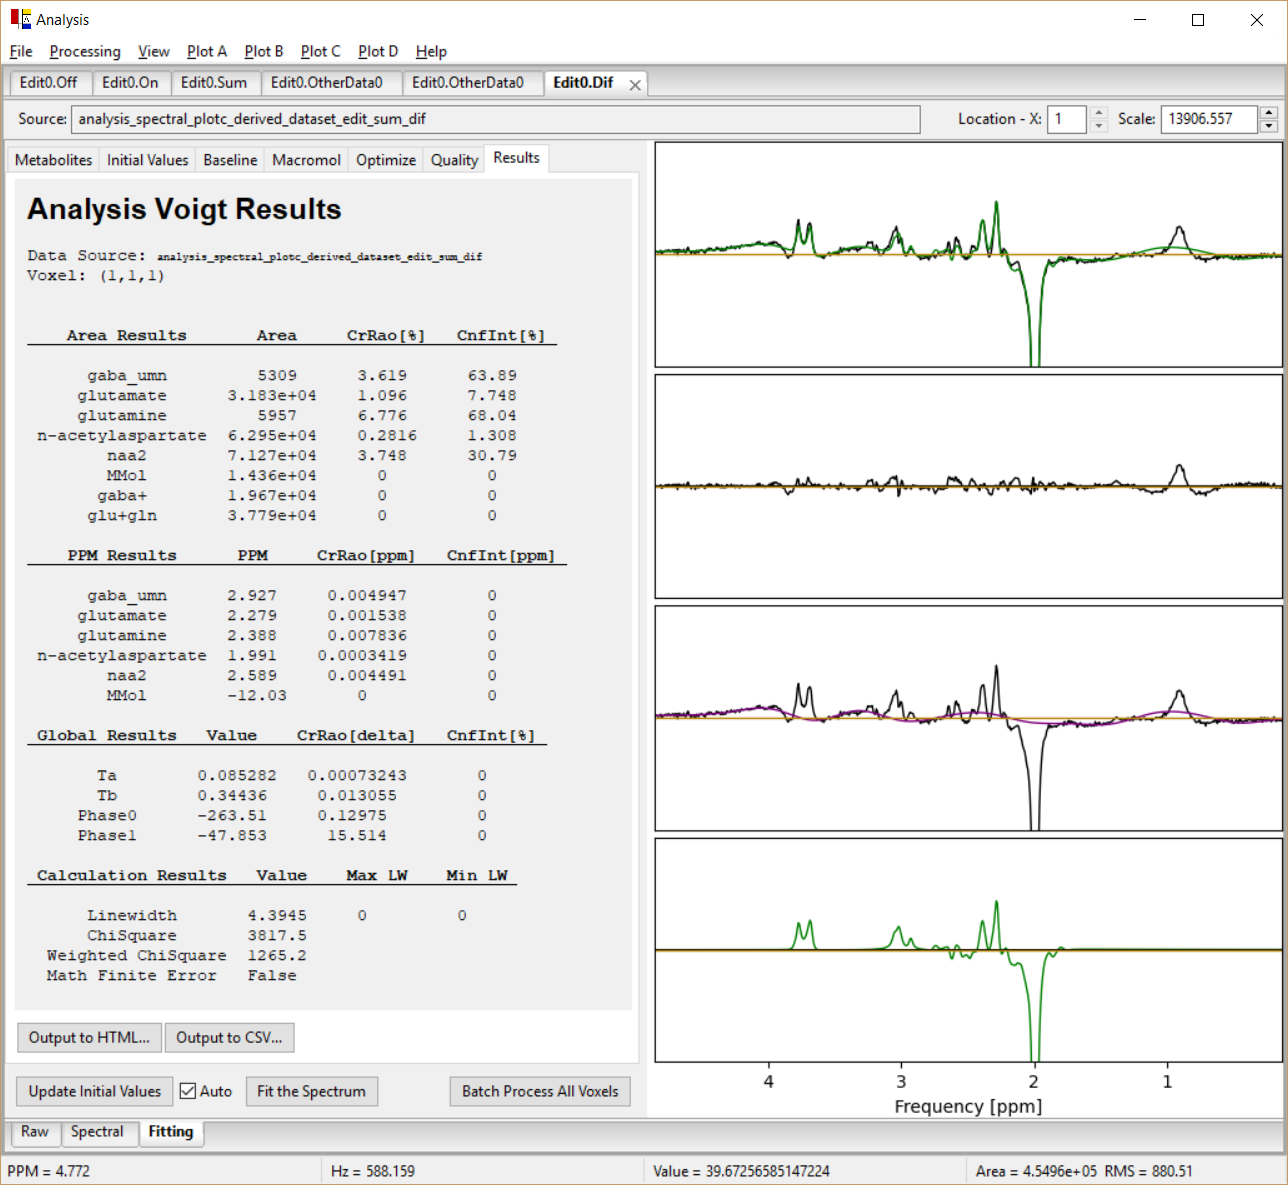 Analysis
File Processing View Plot A Plot B Plot C Plot D Help
Edit0.Off Edit0.On Edit0.Sum Edit0.OtherData0 Edit0.OtherData0 Edit0.Dif
Source: analysis_spectral_plotc_derived_dataset_edit_sum_dif Location - X: 1 Scale: 13906.557
Metabolites Initial Values Baseline Macromol Optimize Quality Results
Analysis Voigt Results
Data Source: analysis_spectral_plotc_derived_dataset_edit_sum_dif
Voxel: (1,1,1)
Area Results Area CrRao[%] CnfInt[%]
gaba_umn 5309 3.619 63.89
glutamate 3.183e+04 1.096 7.748
glutamine 5957 6.776 68.04
n-acetylaspartate 6.295e+04 0.2816 1.308
naa2 7.127e+04 3.748 30.79
MMol 1.436e+04 0 0
gaba+ 1.967e+04 0 0
glu+gln 3.779e+04 0 0
PPM Results PPM CrRao[ppm] CnfInt[ppm]
gaba_umn 2.927 0.004947 0
glutamate 2.279 0.001538 0
glutamine 2.388 0.007836 0
n-acetylaspartate 1.991 0.0003419 0
naa2 2.589 0.004491 0
MMol -12.03 0 0
Global Results Value CrRao[delta] CnfInt[%]
Ta 0.085282 0.00073243 0
Tb 0.34436 0.013055 0
Phase0 -263.51 0.12975 0
Phase1 -47.853 15.514 0
Calculation Results Value Max LW Min LW
Linewidth 4.3945 0 0
ChiSquare 3817.5
Weighted ChiSquare 1265.2
Math Finite Error False
Output to HTML... Output to CSV...
Update Initial Values Auto Fit the Spectrum Batch Process All Voxels
4 3 2 1
Frequency [ppm]
Raw Spectral Fitting
PPM = 4.772 Hz = 588.159 Value = 39.67256585147224 Area = 4.5496e+05 RMS = 880.51